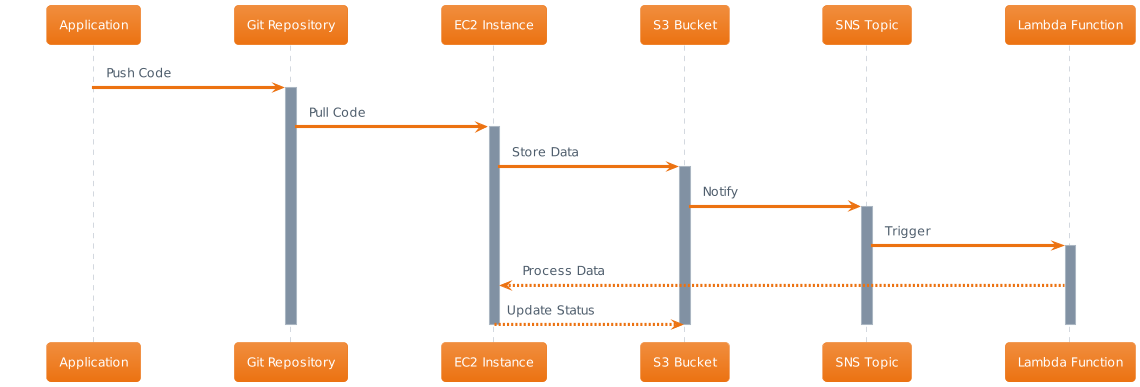 Application
Git Repository
EC2 Instance
S3 Bucket
SNS Topic
Lambda Function
Push Code
Pull Code
Store Data
Notify
Trigger
Process Data
Update Status
Application
Git Repository
EC2 Instance
S3 Bucket
SNS Topic
Lambda Function